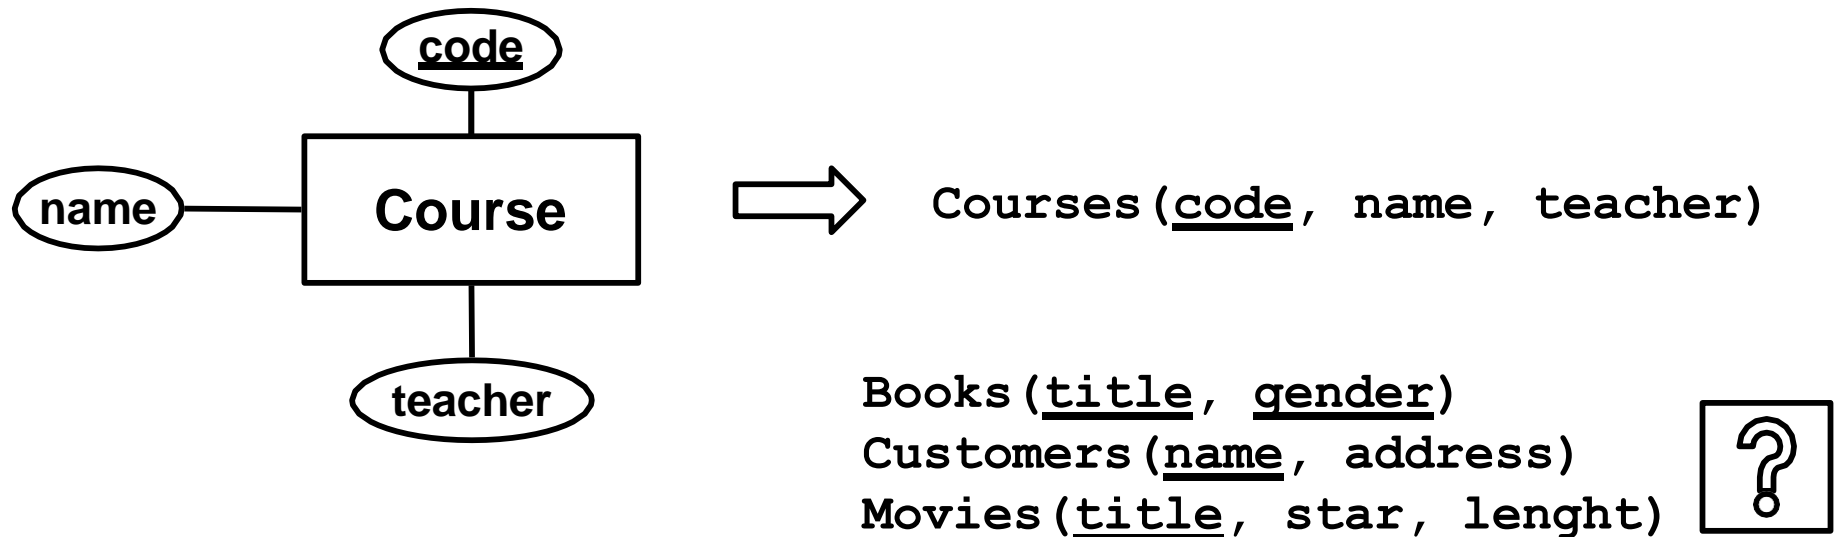 code
name
Course
teacher
Courses(code, name, teacher)
Books(title, gender)
Customers(name, address)
Movies(title, star, lenght)
?